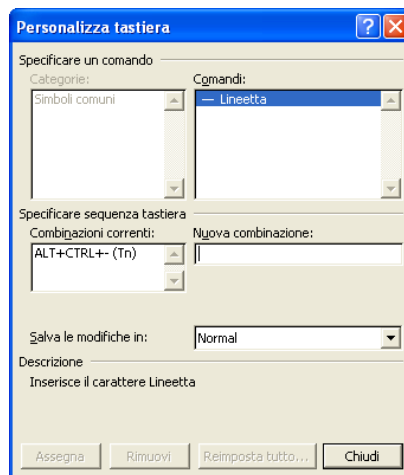 Personalizza tastiera
Specificare un comando
Categorie:
Comandi:
Simboli comuni
— Lineetta
Specificare sequenza tastiera
Combinazioni correnti:
Nuova combinazione:
ALT+CTRL+- (Tn)
Salva le modifiche in:
Normal
Descrizione
Inserisce il carattere Lineetta
Assegna
Rimuovi
Reimposta tutto...
Chiudi